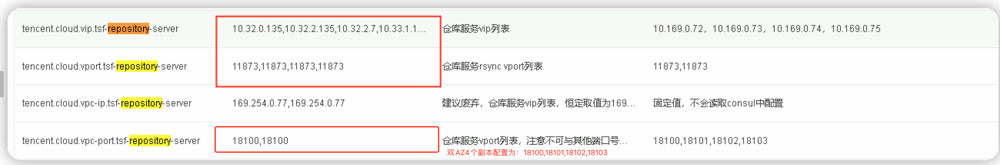 tencent.cloud.vip.tsf-repository-server 10.32.0.135,10.32.2.135,10.32.2.7,10.33.1.1... 仓库服务vip列表 10.169.0.72，10.169.0.73，10.169.0.74，10.169.0.75
tencent.cloud.vport.tsf-repository-server 11873,11873,11873,11873 仓库服务rsync vport列表 11873,11873
tencent.cloud.vpc-ip.tsf-repository-server 169.254.0.77,169.254.0.77 建议废弃，仓库服务vip列表，恒定取值为169... 固定值，不会读取consul中配置
tencent.cloud.vpc-port.tsf-repository-server 18100,18100 仓库服务vport列表，注意不可与其他端口号... 18100,18101,18102,18103
双AZ4个副本配置为：18100,18101,18102,18103